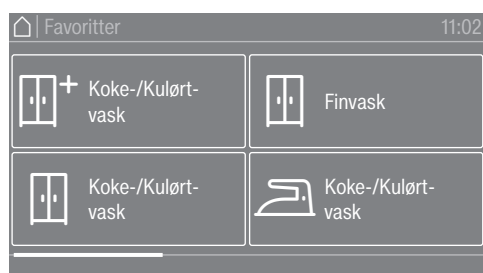 Favoritter 11:02
Koke-/Kulørt-
vask
Finvask
Koke-/Kulørt-
vask
Koke-/Kulørt-
vask